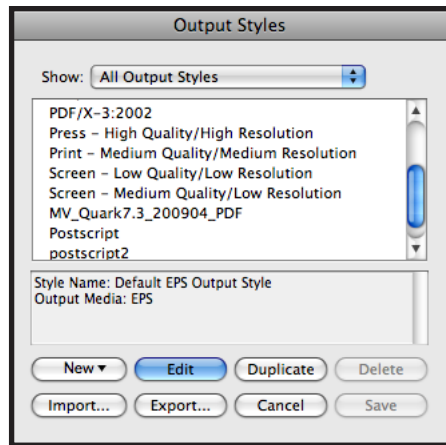 Output Styles
Show: All Output Styles
PDF/X-3:2002
Press – High Quality/High Resolution
Print – Medium Quality/Medium Resolution
Screen – Low Quality/Low Resolution
Screen – Medium Quality/Low Resolution
MV_Quark7.3_200904_PDF
Postscript
postscript2
Style Name: Default EPS Output Style
Output Media: EPS
New Edit Duplicate Delete
Import... Export... Cancel Save